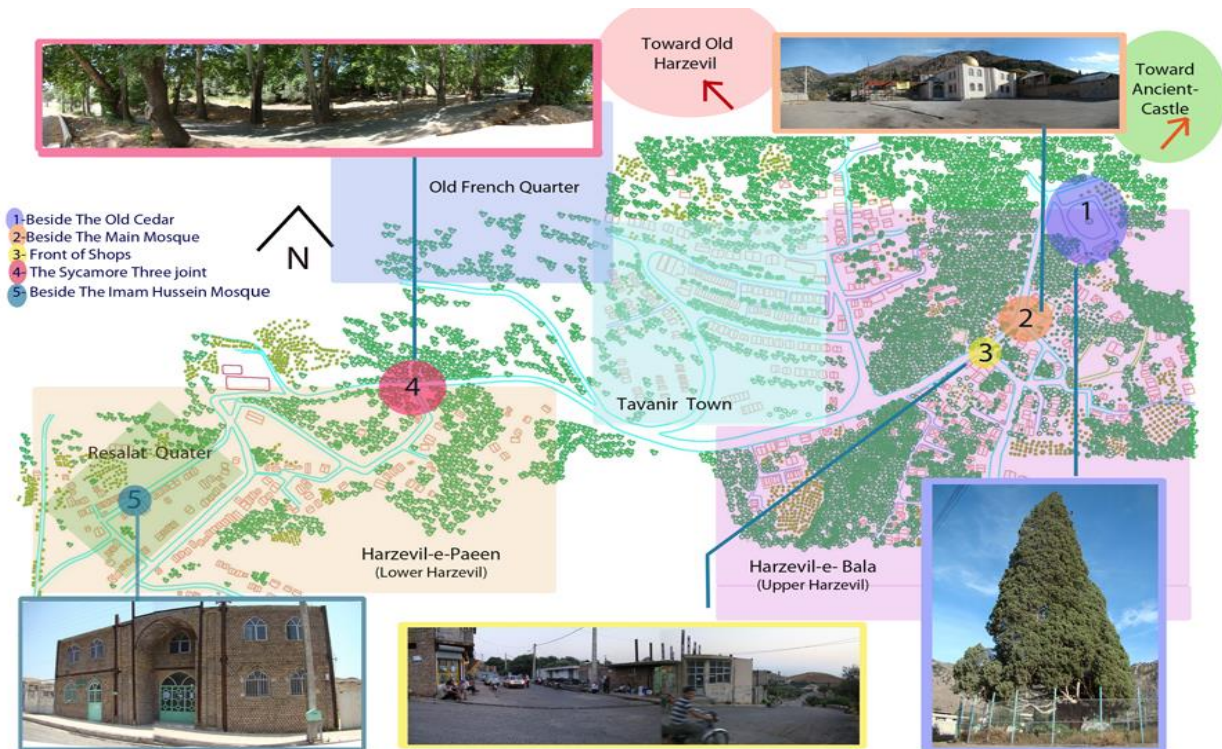 Toward Old
Harzevil
Toward
Ancient-
Castle
Old French Quarter
1-Beside The Old Cedar
2-Beside The Main Mosque
3- Front of Shops
4- The Sycamore Three joint
5- Beside The Imam Hussein Mosque
N
1
2
3
4
5
Tavanir Town
Resalat Quater
Harzevil-e-Paeen
(Lower Harzevil)
Harzevil-e- Bala
(Upper Harzevil)